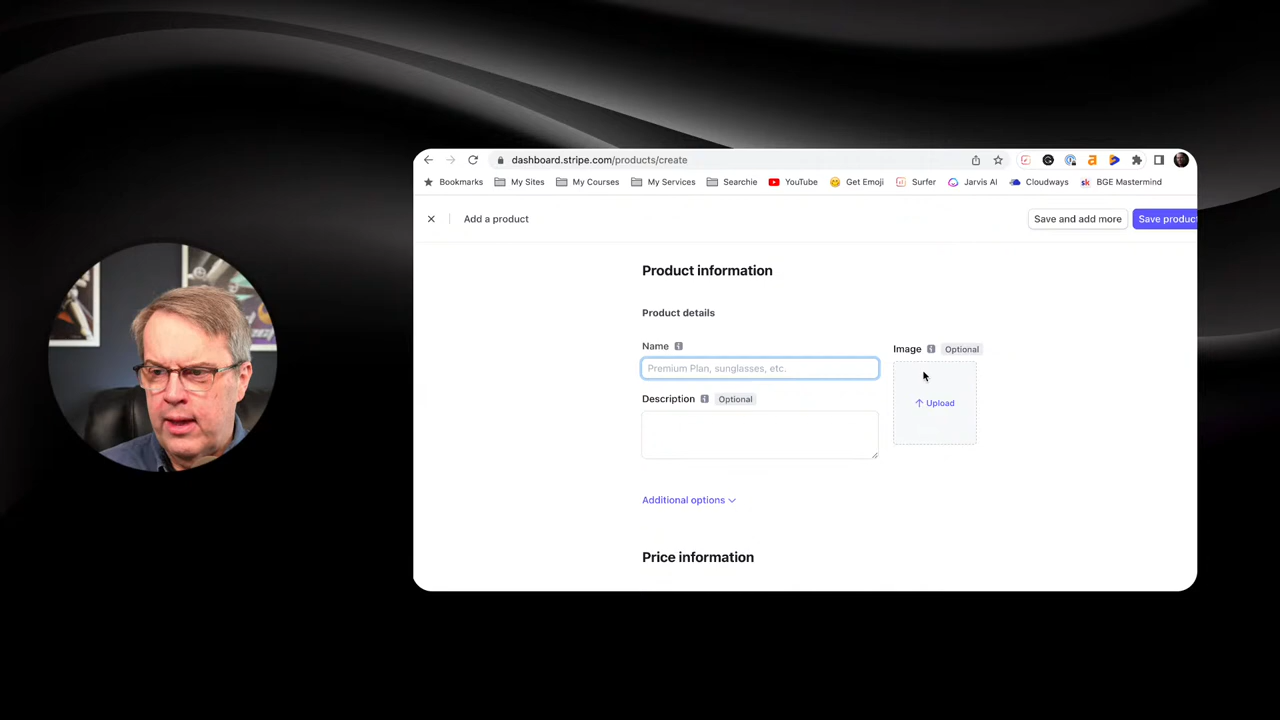 dashboard.stripe.com/products/create
Bookmarks My Sites My Courses My Services Searchie YouTube Get Emoji Surfer Jarvis AI Cloudways BGE Mastermind
Add a product Save and add more Save product
Product information
Product details
Name
Image Optional
Premium Plan, sunglasses, etc.
Description Optional
Upload
Additional options
Price information